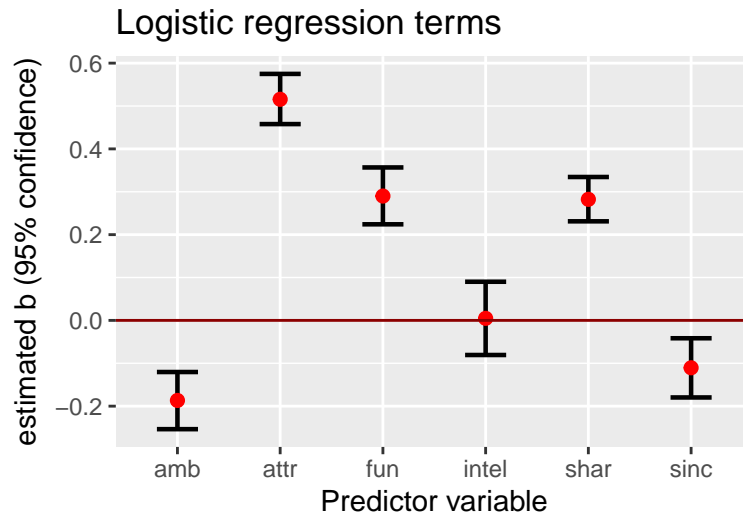 Logistic regression terms
estimated b (95% confidence)
0.6
0.4
0.2
0.0
−0.2
amb attr fun intel shar sinc
Predictor variable